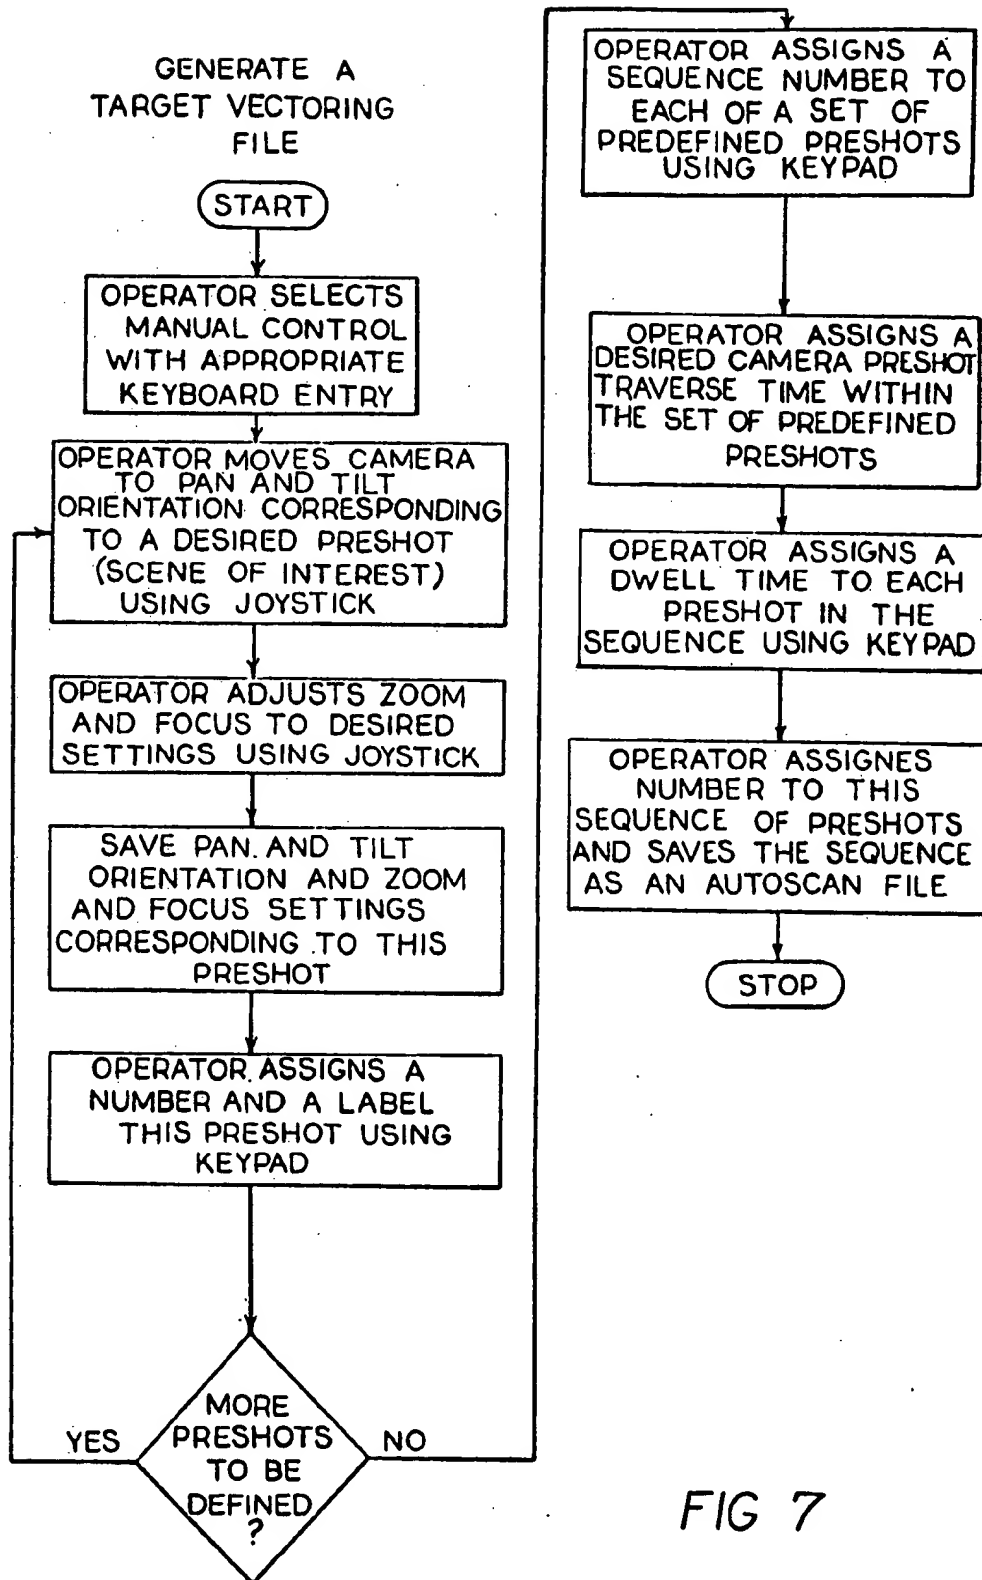 GENERATE A
TARGET VECTORING
FILE
START
OPERATOR SELECTS
MANUAL CONTROL
WITH APPROPRIATE
KEYBOARD ENTRY
OPERATOR MOVES CAMERA
TO PAN AND TILT
ORIENTATION CORRESPONDING
TO A DESIRED PRESHOT
(SCENE OF INTEREST)
USING JOYSTICK
OPERATOR ADJUSTS ZOOM
AND FOCUS TO DESIRED
SETTINGS USING JOYSTICK
SAVE PAN. AND TILT
ORIENTATION AND ZOOM
AND FOCUS SETTINGS
CORRESPONDING TO THIS
PRESHOT
OPERATOR ASSIGNS A
NUMBER AND A LABEL
THIS PRESHOT USING
KEYPAD
MORE
PRESHOTS
TO BE
DEFINED
?
YES
NO
OPERATOR ASSIGNS A
SEQUENCE NUMBER TO
EACH OF A SET OF
PREDEFINED PRESHOTS
USING KEYPAD
OPERATOR ASSIGNS A
DESIRED CAMERA PRESHOT
TRAVERSE TIME WITHIN
THE SET OF PREDEFINED
PRESHOTS
OPERATOR ASSIGNS A
DWELL TIME TO EACH
PRESHOT IN THE
SEQUENCE USING KEYPAD
OPERATOR ASSIGNES
NUMBER TO THIS
SEQUENCE OF PRESHOTS
AND SAVES THE SEQUENCE
AS AN AUTOSCAN FILE
STOP
FIG 7